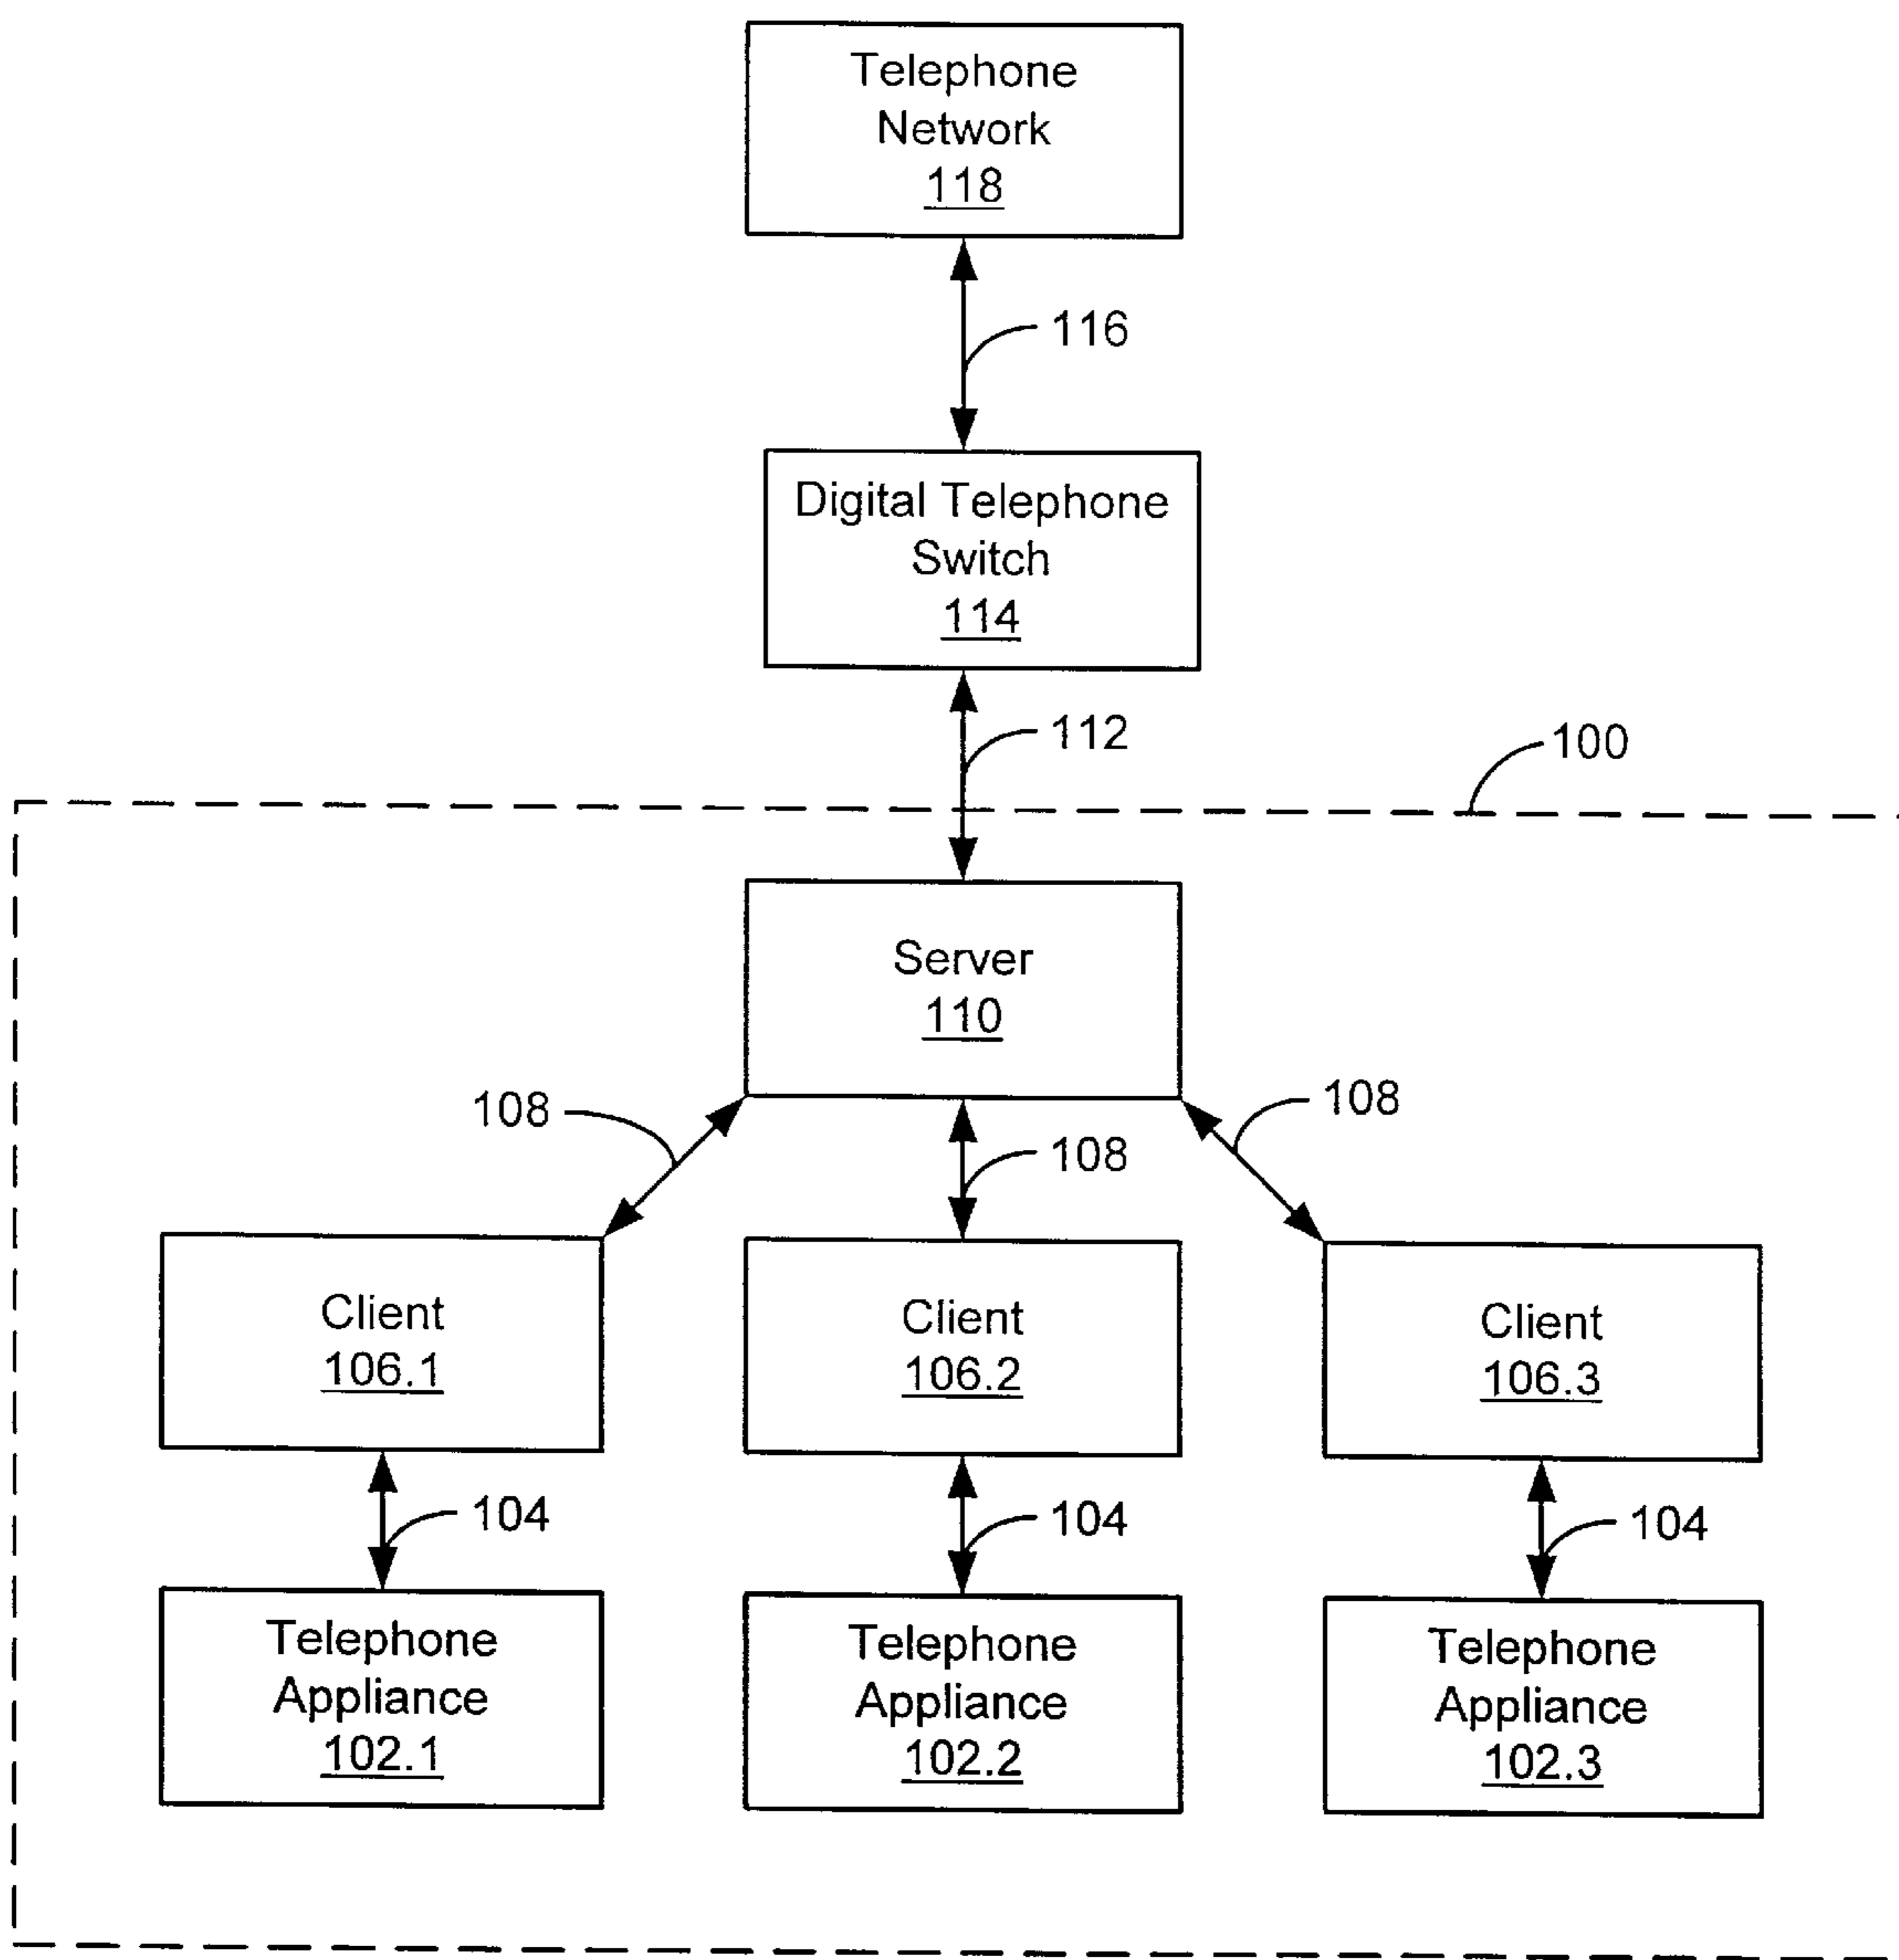 Telephone
Network
118
116
Digital Telephone
Switch
114
112
100
Server
110
108
108
108
Client
106.1
Client
106.2
Client
106.3
104
104
104
Telephone
Appliance
102.1
Telephone
Appliance
102.2
Telephone
Appliance
102.3